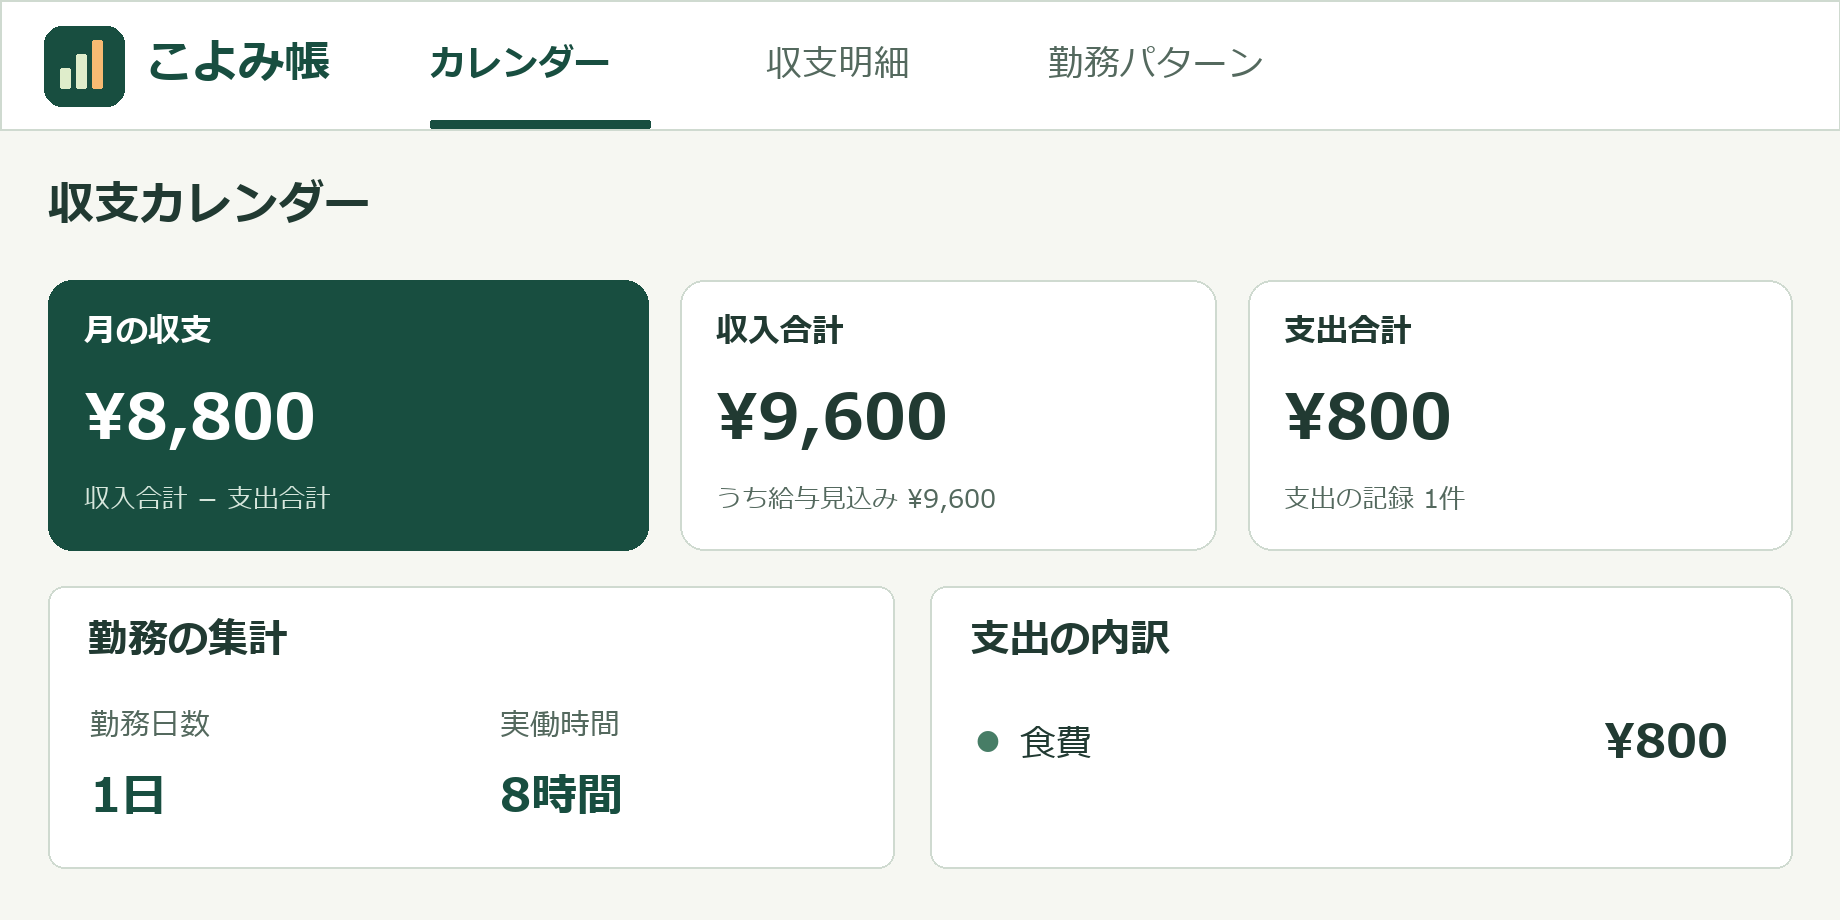 こよみ帳 カレンダー 収支明細 勤務パターン
収支カレンダー
月の収支
¥8,800
収入合計 − 支出合計
収入合計
¥9,600
うち給与見込み ¥9,600
支出合計
¥800
支出の記録 1件
勤務の集計
勤務日数
1日
実働時間
8時間
支出の内訳
食費 ¥800